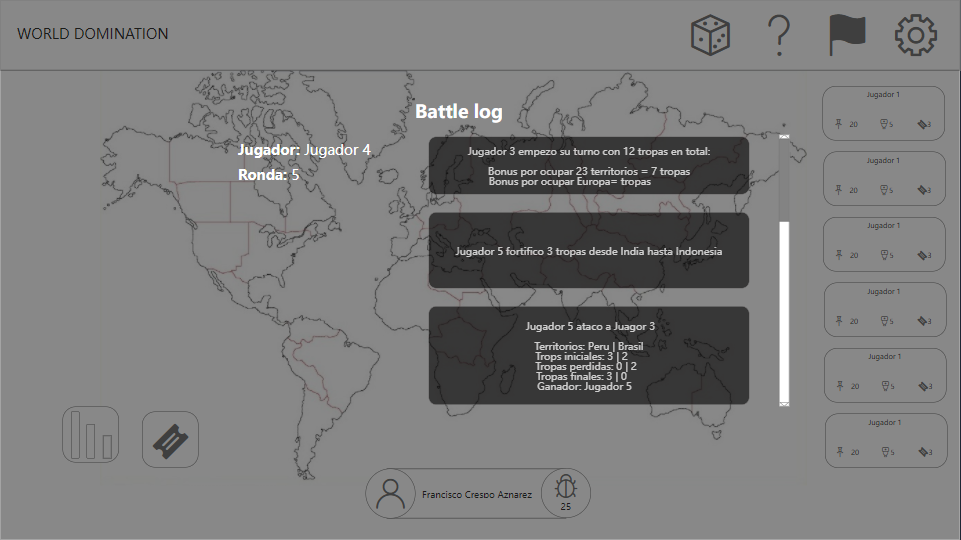 WORLD DOMINATION
Battle log
Jugador: Jugador 4
Ronda: 5
Jugador 3 empezo su turno con 12 tropas en total:
Bonus por ocupar 23 territorios = 7 tropas
Bonus por ocupar Europa= tropas
Jugador 5 fortifico 3 tropas desde India hasta Indonesia
Jugador 5 ataco a Juagor 3
Territorios: Peru | Brasil
Trops iniciales: 3 | 2
Tropas perdidas: 0 | 2
Tropas finales: 3 | 0
Ganador: Jugador 5
Jugador 1
20 5 3
Jugador 1
20 5 3
Jugador 1
20 5 3
Jugador 1
20 5 3
Jugador 1
20 5 3
Jugador 1
20 5 3
Francisco Crespo Aznarez
25